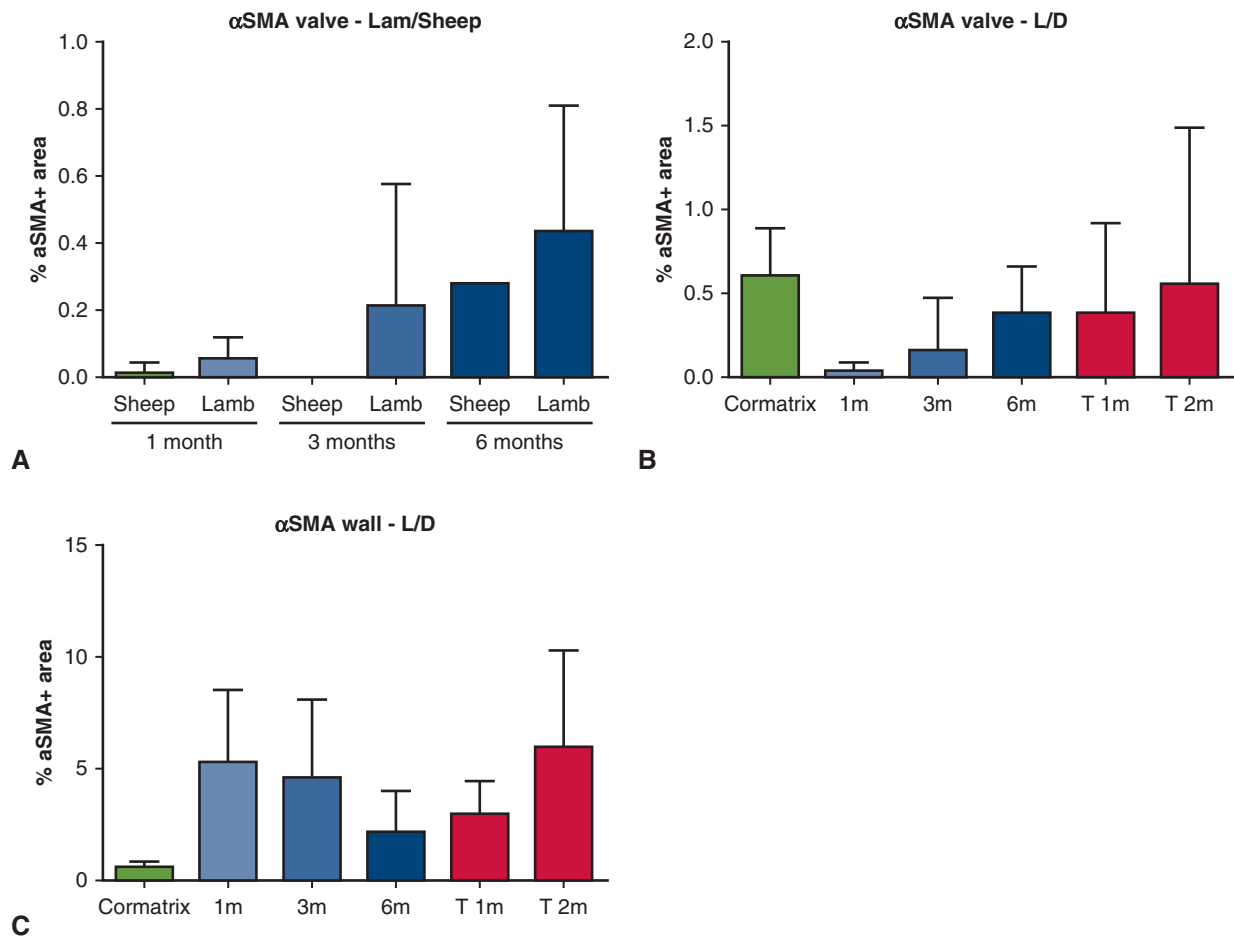 αSMA valve - Lam/Sheep
% aSMA+ area
1.0
0.8
0.6
0.4
0.2
0.0
Sheep Lamb Sheep Lamb Sheep Lamb
1 month 3 months 6 months
A
αSMA valve - L/D
% aSMA+ area
2.0
1.5
1.0
0.5
0.0
Cormatrix 1m 3m 6m T 1m T 2m
B
αSMA wall - L/D
% aSMA+ area
15
10
5
0
Cormatrix 1m 3m 6m T 1m T 2m
C